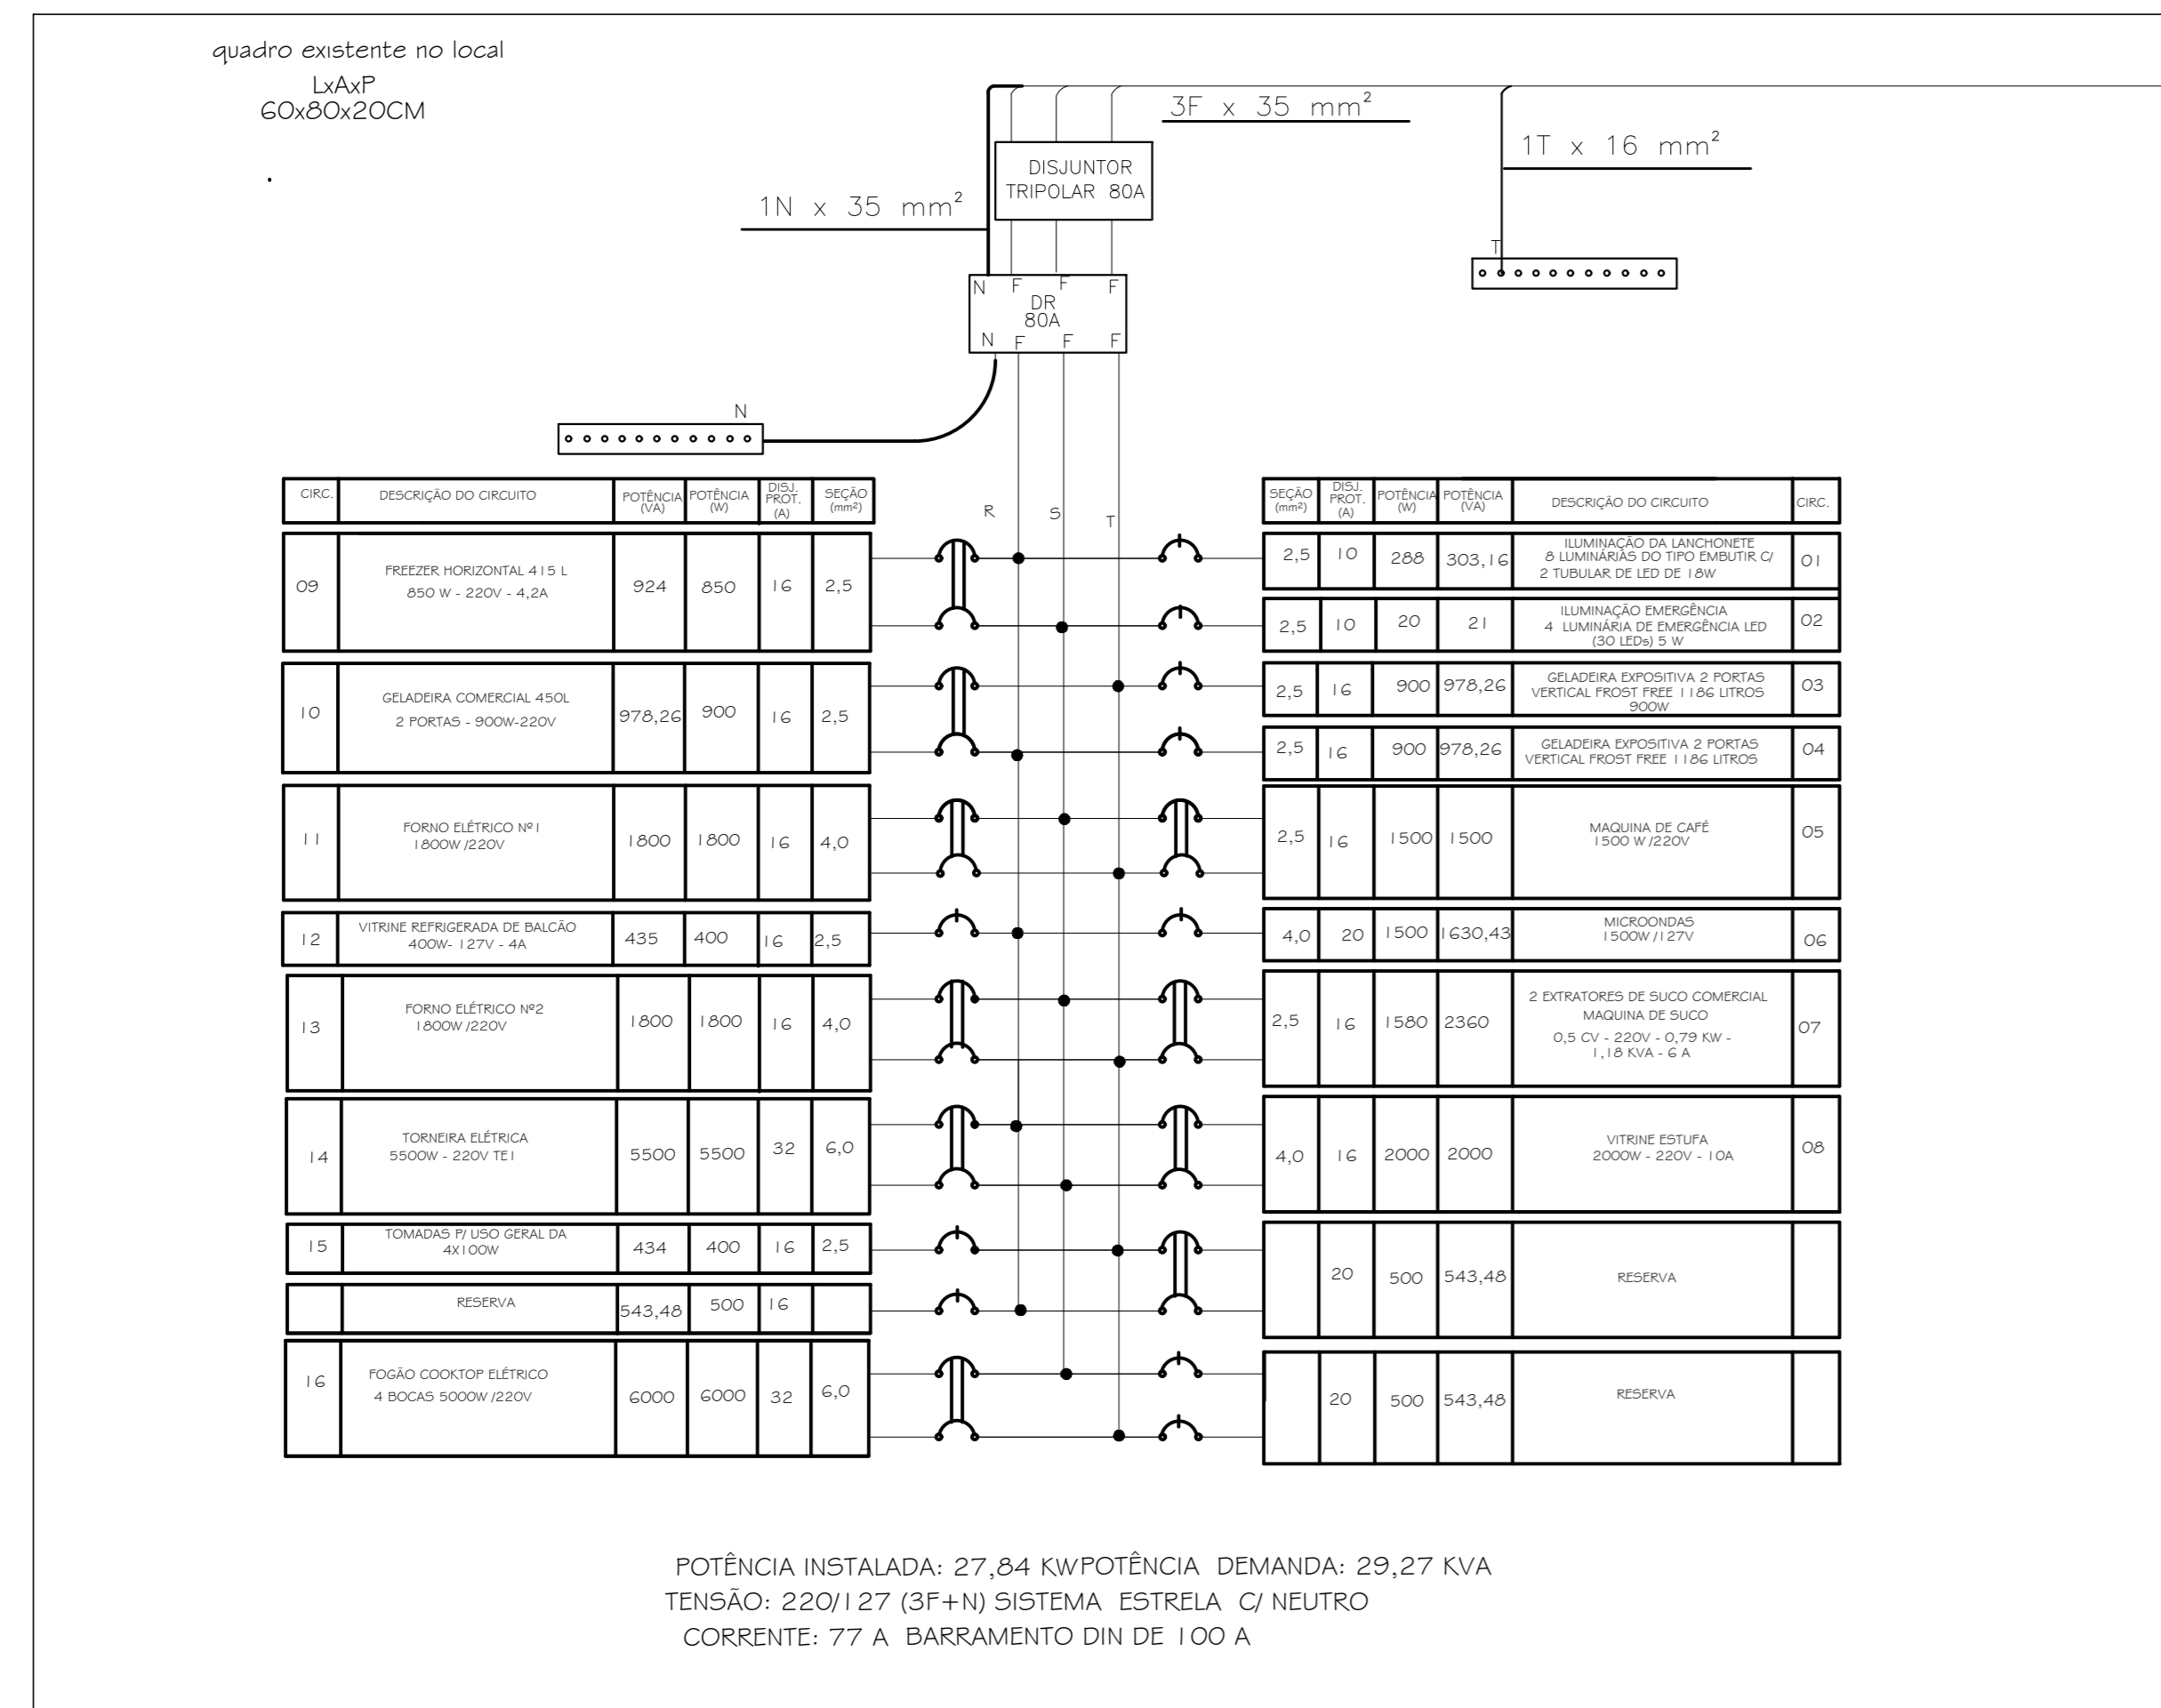 quadro existente no local
LxAxP
60x80x20CM
3F x 35 mm²
1T x 16 mm²
DISJUNTOR
TRIPOLAR 80A
1N x 35 mm²
T
N F F F
DR
80A
N F F F
N
R S T
CIRC. DESCRIÇÃO DO CIRCUITO POTÊNCIA (VA) POTÊNCIA (W) DISJ. PROT. (A) SEÇÃO (mm²)
09 FREEZER HORIZONTAL 415 L 924 850 16 2,5
850 W - 220V - 4,2A
10 GELADEIRA COMERCIAL 450L 978,26 900 16 2,5
2 PORTAS - 900W-220V
11 FORNO ELÉTRICO Nº1 1800 1800 16 4,0
1800W /220V
12 VITRINE REFRIGERADA DE BALCÃO 435 400 16 2,5
400W- 127V - 4A
13 FORNO ELÉTRICO Nº2 1800 1800 16 4,0
1800W /220V
14 TORNEIRA ELÉTRICA 5500 5500 32 6,0
5500W - 220V TE1
15 TOMADAS P/ USO GERAL DA 434 400 16 2,5
4X100W
RESERVA 543,48 500 16
16 FOGÃO COOKTOP ELÉTRICO 6000 6000 32 6,0
4 BOCAS 5000W /220V
SEÇÃO (mm²) DISJ. PROT. (A) POTÊNCIA (W) POTÊNCIA (VA) DESCRIÇÃO DO CIRCUITO CIRC.
2,5 10 288 303,16 ILUMINAÇÃO DA LANCHONETE 01
8 LUMINÁRIAS DO TIPO EMBUTIR C/
2 TUBULAR DE LED DE 18W
2,5 10 20 21 ILUMINAÇÃO EMERGÊNCIA 02
4 LUMINÁRIA DE EMERGÊNCIA LED
(30 LEDs) 5 W
2,5 16 900 978,26 GELADEIRA EXPOSITIVA 2 PORTAS 03
VERTICAL FROST FREE 1186 LITROS
900W
2,5 16 900 978,26 GELADEIRA EXPOSITIVA 2 PORTAS 04
VERTICAL FROST FREE 1186 LITROS
2,5 16 1500 1500 MAQUINA DE CAFÉ 05
1500 W /220V
4,0 20 1500 1630,43 MICROONDAS 06
1500W /127V
2,5 16 1580 2360 2 EXTRATORES DE SUCO COMERCIAL 07
MAQUINA DE SUCO
0,5 CV - 220V - 0,79 KW -
1,18 KVA - 6 A
4,0 16 2000 2000 VITRINE ESTUFA 08
2000W - 220V - 10A
20 500 543,48 RESERVA
20 500 543,48 RESERVA
POTÊNCIA INSTALADA: 27,84 KWPOTÊNCIA DEMANDA: 29,27 KVA
TENSÃO: 220/127 (3F+N) SISTEMA ESTRELA C/ NEUTRO
CORRENTE: 77 A BARRAMENTO DIN DE 100 A